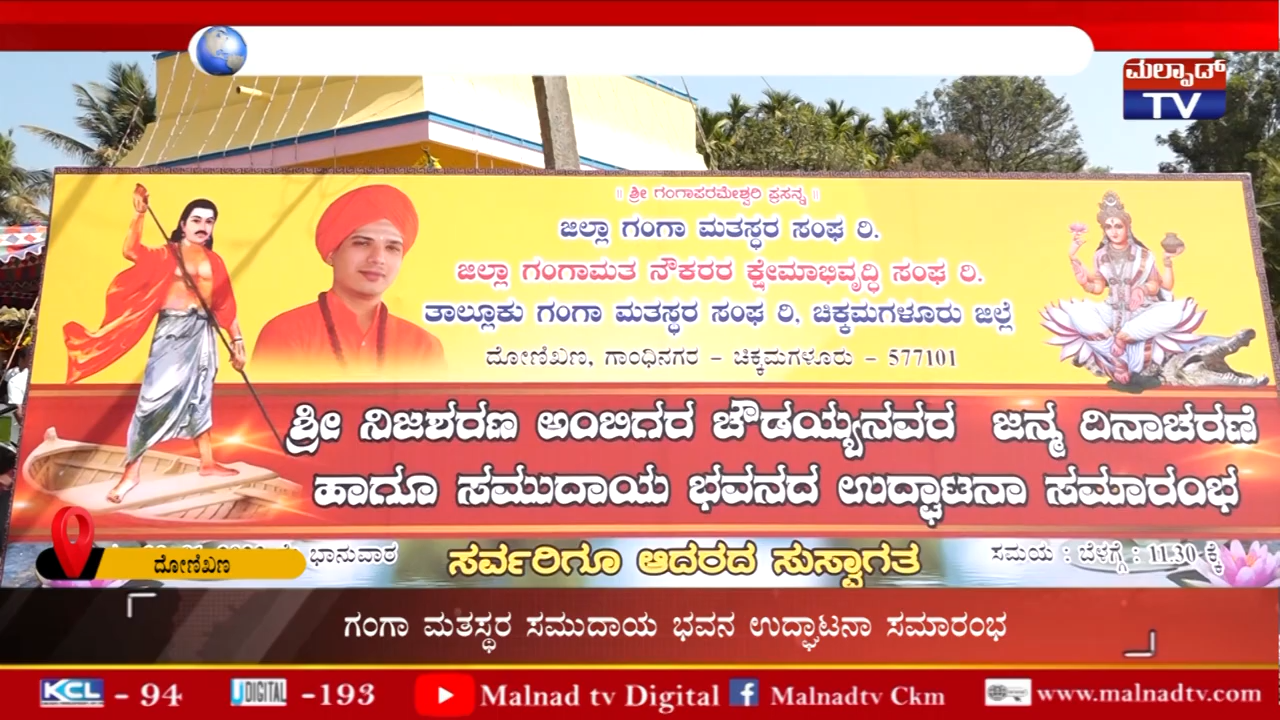 ಮಲ್ನಾಡ್
TV
|| ಶ್ರೀ ಗಂಗಾಪರಮೇಶ್ವರಿ ಪ್ರಸನ್ನ ||
ಜಿಲ್ಲಾ ಗಂಗಾ ಮತಸ್ಥರ ಸಂಘ ರಿ.
ಜಿಲ್ಲಾ ಗಂಗಾಮತ ನೌಕರರ ಕ್ಷೇಮಾಭಿವೃದ್ಧಿ ಸಂಘ ರಿ.
ತಾಲ್ಲೂಕು ಗಂಗಾ ಮತಸ್ಥರ ಸಂಘ ರಿ, ಚಿಕ್ಕಮಗಳೂರು ಜಿಲ್ಲೆ
ದೋಣಿಖಣ, ಗಾಂಧಿನಗರ - ಚಿಕ್ಕಮಗಳೂರು - 577101
ಶ್ರೀ ನಿಜಶರಣ ಅಂಬಿಗರ ಚೌಡಯ್ಯನವರ ಜನ್ಮ ದಿನಾಚರಣೆ
ಹಾಗೂ ಸಮುದಾಯ ಭವನದ ಉದ್ಘಾಟನಾ ಸಮಾರಂಭ
ಭಾನುವಾರ ಸರ್ವರಿಗೂ ಆದರದ ಸುಸ್ವಾಗತ ಸಮಯ : ಬೆಳಗ್ಗೆ : 11.30 ಕ್ಕೆ
ದೋಣಿಖಣ
ಗಂಗಾ ಮತಸ್ಥರ ಸಮುದಾಯ ಭವನ ಉದ್ಘಾಟನಾ ಸಮಾರಂಭ
KCL - 94 U DIGITAL -193 Malnad tv Digital Malnadtv Ckm www.malnadtv.com